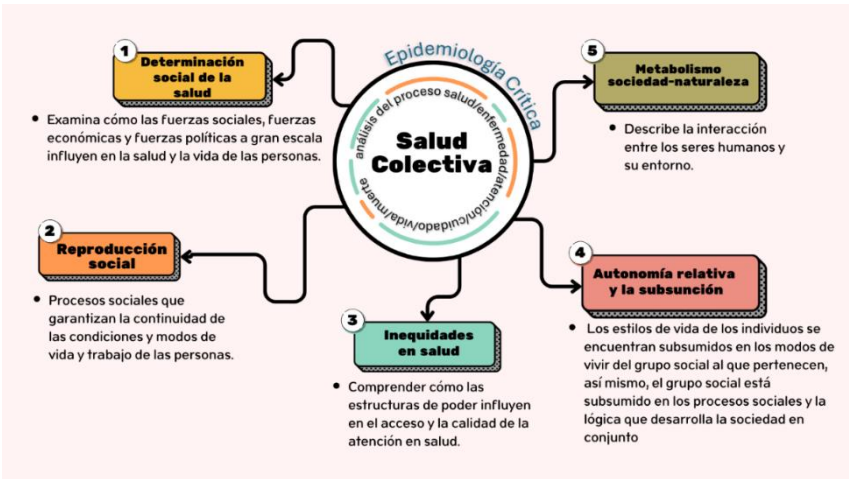 Epidemiología Crítica
análisis del proceso salud/enfermedad/atención/cuidado/vida/muerte
Salud
Colectiva
1
Determinación
social de la
salud
• Examina cómo las fuerzas sociales, fuerzas
económicas y fuerzas políticas a gran escala
influyen en la salud y la vida de las personas.
2
Reproducción
social
• Procesos sociales que
garantizan la continuidad de
las condiciones y modos de
vida y trabajo de las personas.
3
Inequidades
en salud
• Comprender cómo las
estructuras de poder influyen
en el acceso y la calidad de la
atención en salud.
4
Autonomía relativa
y la subsunción
• Los estilos de vida de los individuos se
encuentran subsumidos en los modos de
vivir del grupo social al que pertenecen,
así mismo, el grupo social está
subsumido en los procesos sociales y la
lógica que desarrolla la sociedad en
conjunto
5
Metabolismo
sociedad-naturaleza
• Describe la interacción
entre los seres humanos y
su entorno.